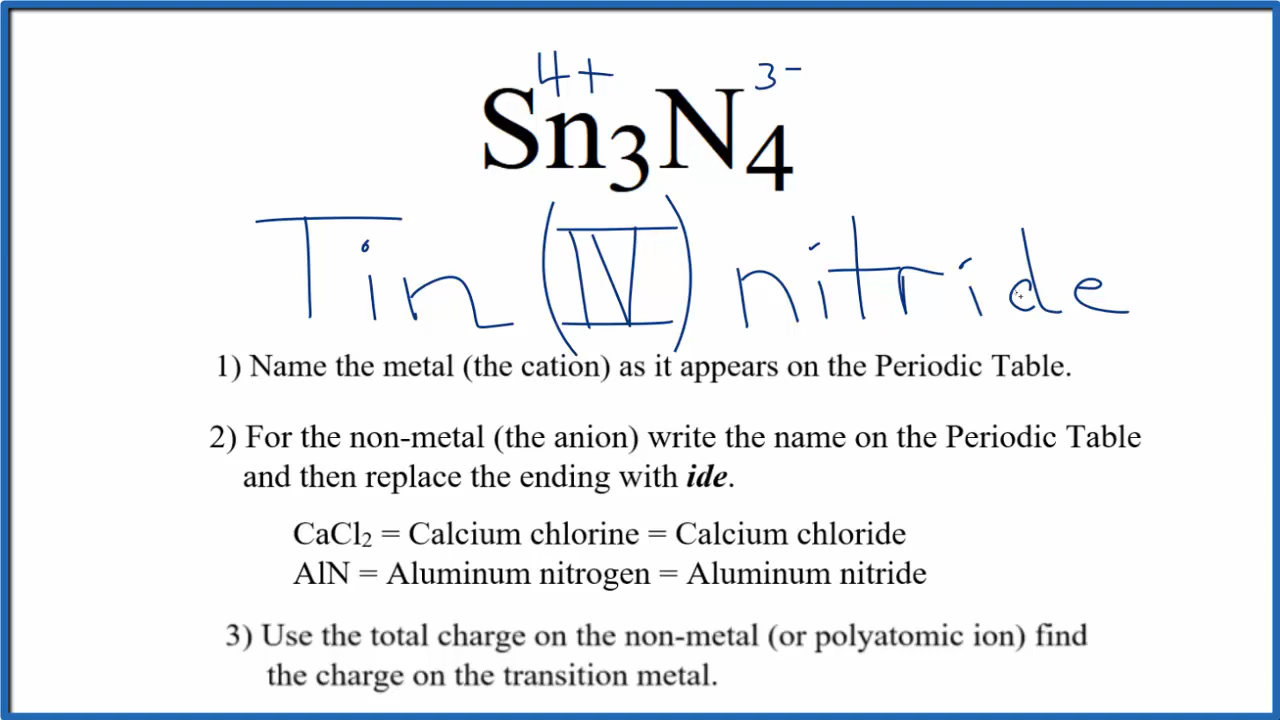 4+ 3-
Sn₃N₄
Tin (IV) nitride
1) Name the metal (the cation) as it appears on the Periodic Table.
2) For the non-metal (the anion) write the name on the Periodic Table
and then replace the ending with ide.
CaCl₂ = Calcium chlorine = Calcium chloride
AlN = Aluminum nitrogen = Aluminum nitride
3) Use the total charge on the non-metal (or polyatomic ion) find
the charge on the transition metal.